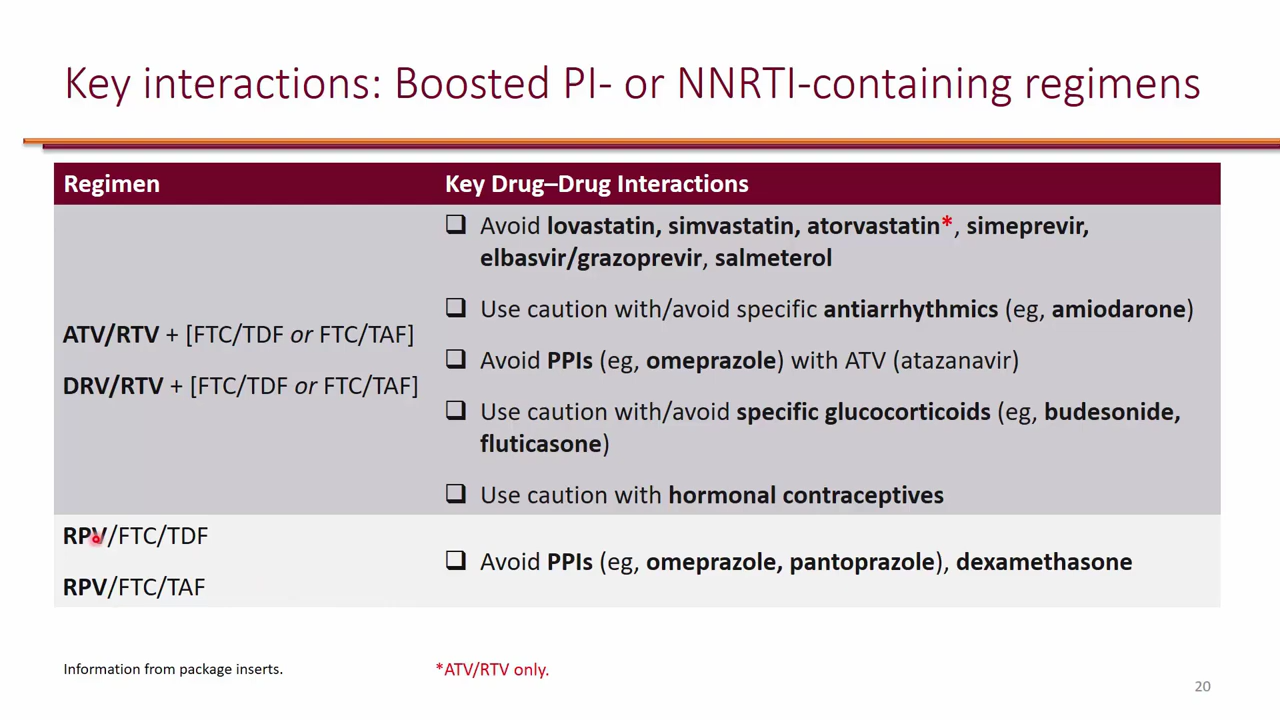 Key interactions: Boosted PI- or NNRTI-containing regimens
Regimen
Key Drug–Drug Interactions
ATV/RTV + [FTC/TDF or FTC/TAF]
DRV/RTV + [FTC/TDF or FTC/TAF]
❑ Avoid lovastatin, simvastatin, atorvastatin*, simeprevir,
elbasvir/grazoprevir, salmeterol
❑ Use caution with/avoid specific antiarrhythmics (eg, amiodarone)
❑ Avoid PPIs (eg, omeprazole) with ATV (atazanavir)
❑ Use caution with/avoid specific glucocorticoids (eg, budesonide,
fluticasone)
❑ Use caution with hormonal contraceptives
RPV/FTC/TDF
RPV/FTC/TAF
❑ Avoid PPIs (eg, omeprazole, pantoprazole), dexamethasone
Information from package inserts.
*ATV/RTV only.
20